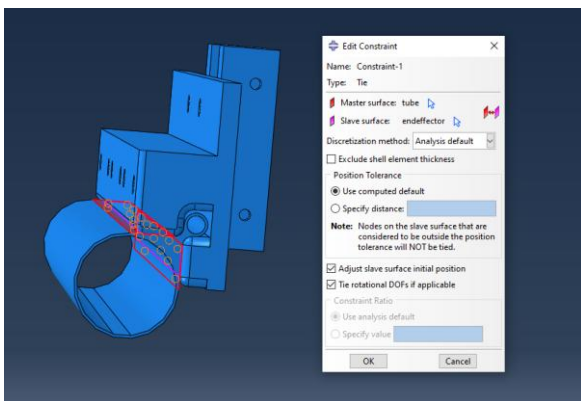 Edit Constraint
Name: Constraint-1
Type: Tie
Master surface: tube
Slave surface: endeffector
Discretization method: Analysis default
Exclude shell element thickness
Position Tolerance
Use computed default
Specify distance:
Note: Nodes on the slave surface that are
considered to be outside the position
tolerance will NOT be tied.
Adjust slave surface initial position
Tie rotational DOFs if applicable
Constraint Ratio
Use analysis default
Specify value
OK Cancel